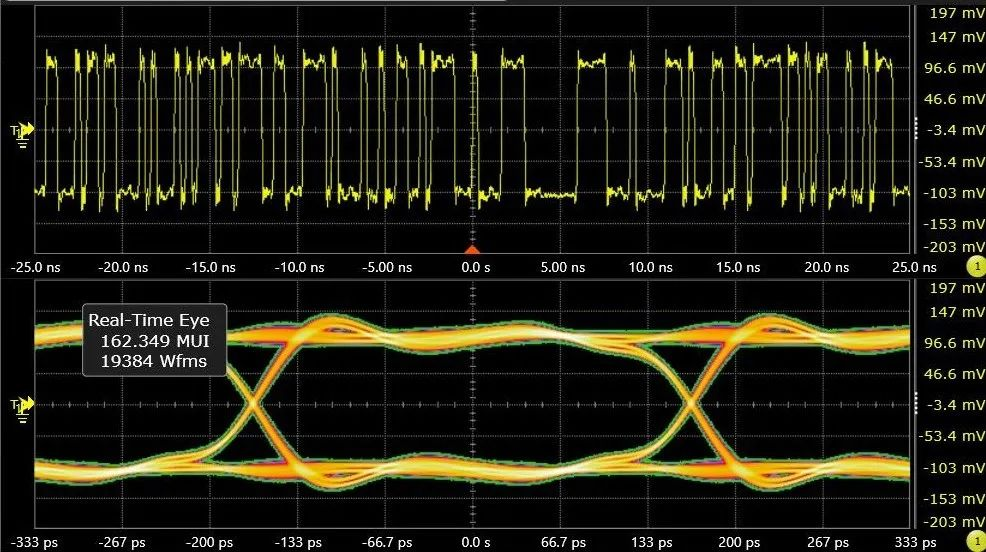 197 mV
147 mV
96.6 mV
46.6 mV
-3.4 mV
-53.4 mV
-103 mV
-153 mV
-203 mV
-25.0 ns -20.0 ns -15.0 ns -10.0 ns -5.00 ns 0.0 s 5.00 ns 10.0 ns 15.0 ns 20.0 ns 25.0 ns
1
197 mV
147 mV
96.6 mV
46.6 mV
-3.4 mV
-53.4 mV
-103 mV
-153 mV
-203 mV
Real-Time Eye
162.349 MUI
19384 Wfms
-333 ps -267 ps -200 ps -133 ps -66.7 ps 0.0 s 66.7 ps 133 ps 200 ps 267 ps 333 ps
1